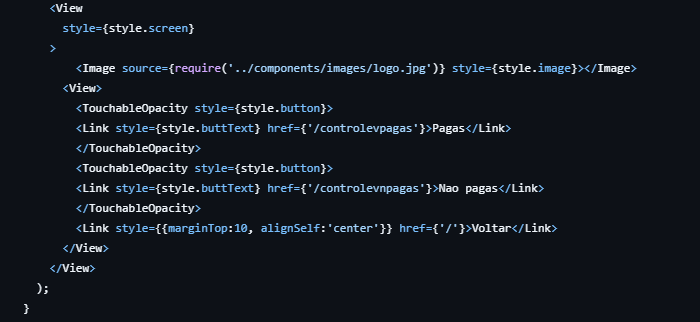 <View
style={style.screen}
>
<Image source={require('../components/images/logo.jpg')} style={style.image}></Image>
<View>
<TouchableOpacity style={style.button}>
<Link style={style.buttText} href={'/controlevpagas'}>Pagas</Link>
</TouchableOpacity>
<TouchableOpacity style={style.button}>
<Link style={style.buttText} href={'/controlevnpagas'}>Nao pagas</Link>
</TouchableOpacity>
<Link style={{marginTop:10, alignSelf:'center'}} href={'/'}>Voltar</Link>
</View>
</View>
);
}